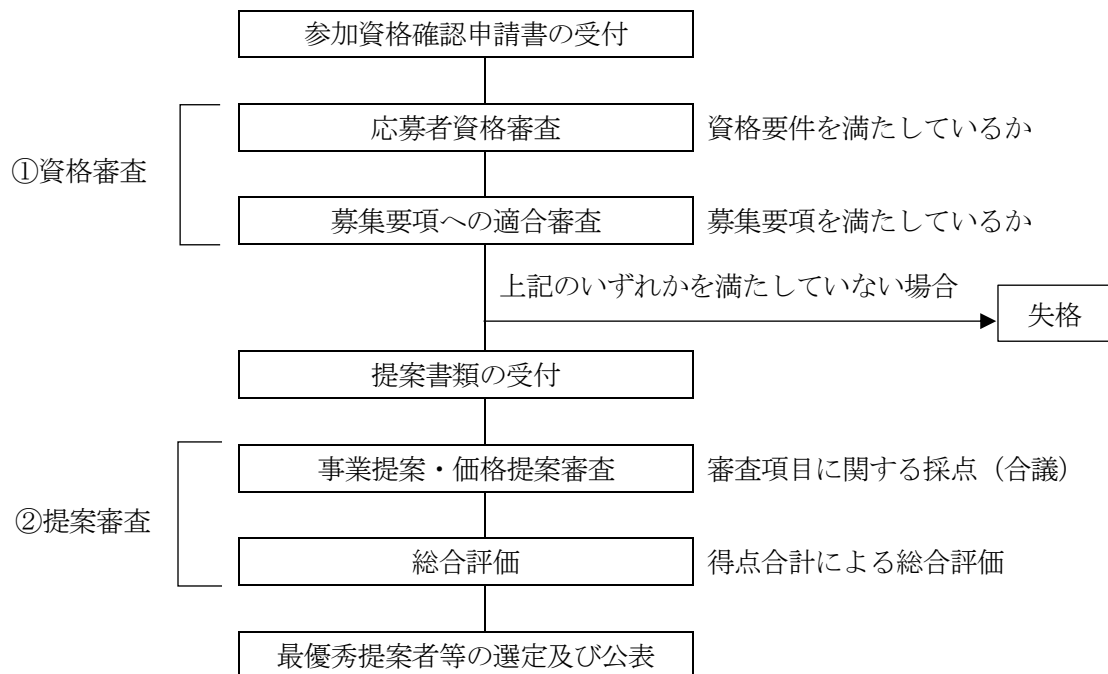 参加資格確認申請書の受付
応募者資格審査
資格要件を満たしているか
①資格審査
募集要項への適合審査
募集要項を満たしているか
上記のいずれかを満たしていない場合
失格
提案書類の受付
事業提案・価格提案審査
審査項目に関する採点（合議）
②提案審査
総合評価
得点合計による総合評価
最優秀提案者等の選定及び公表